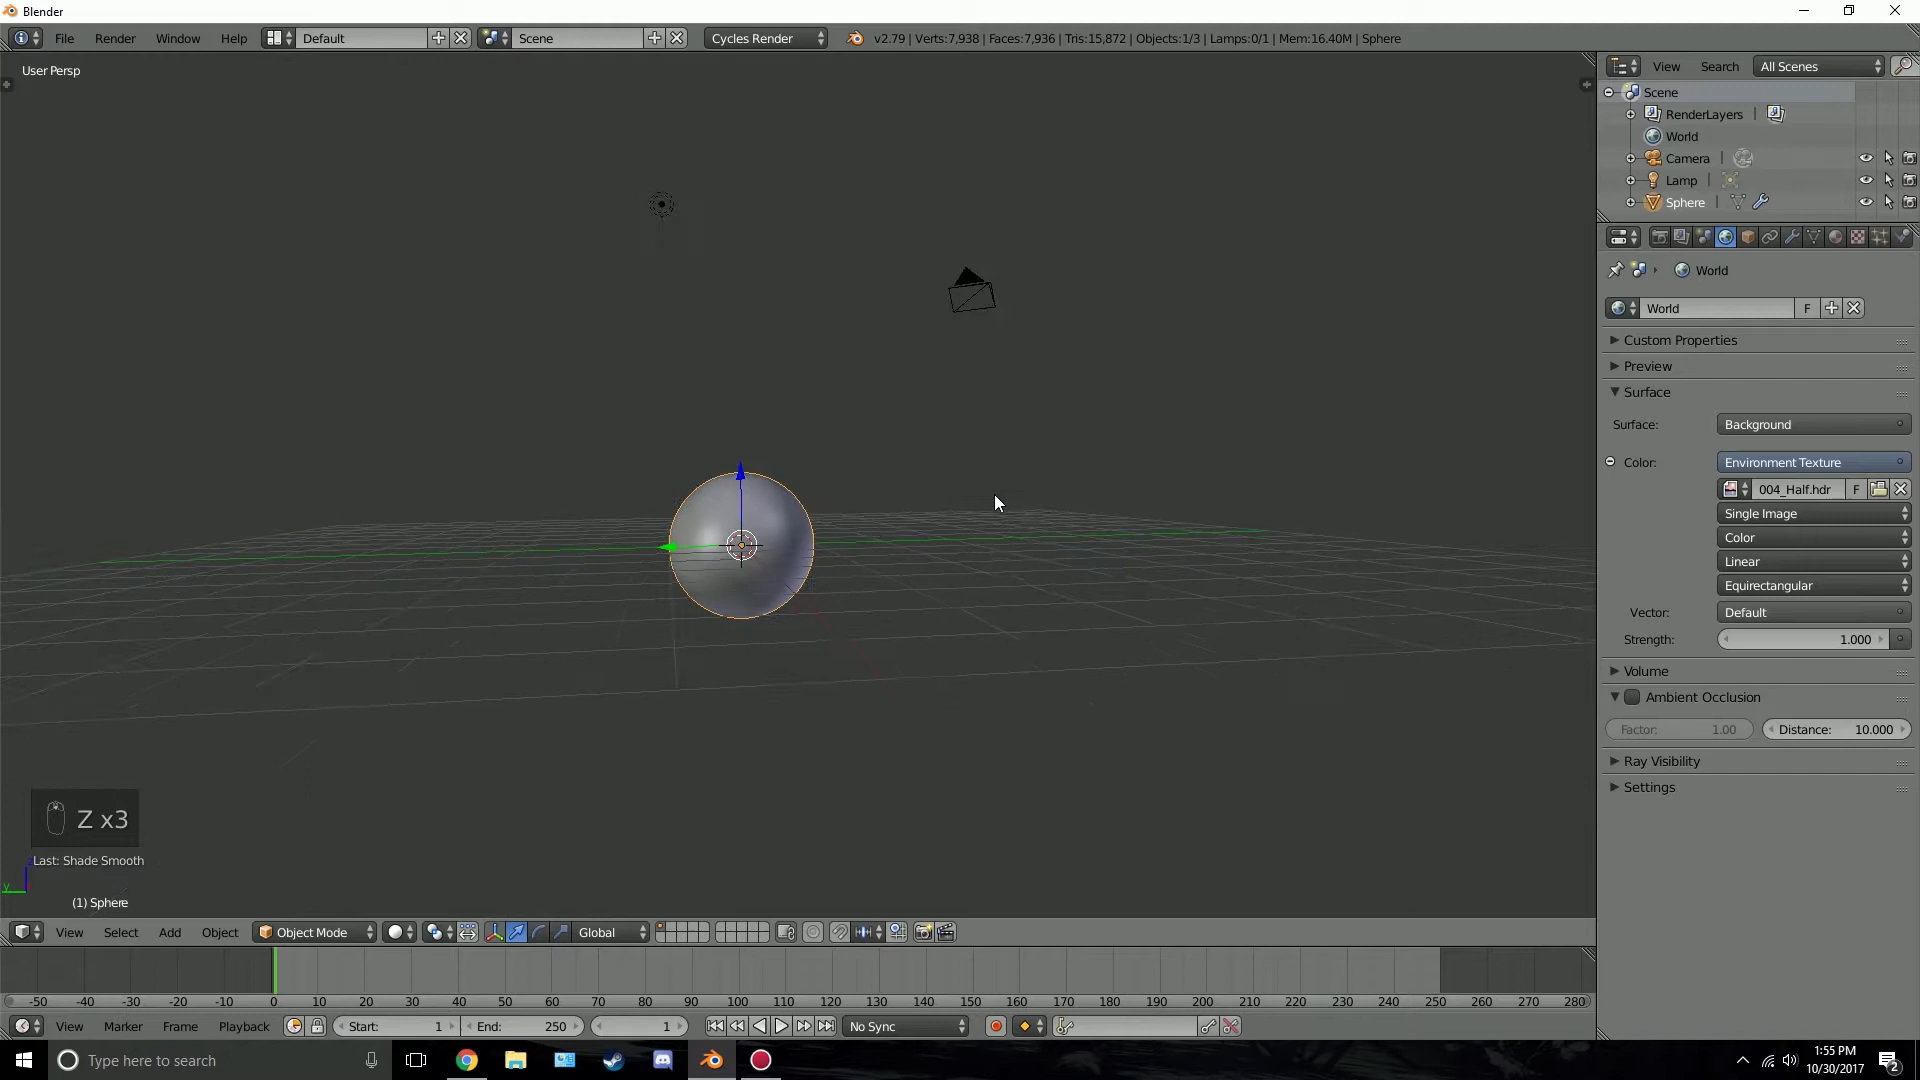 Blender
File Render Window Help Default Scene Cycles Render v2.79 | Verts:7,938 | Faces:7,936 | Tris:15,872 | Objects:1/3 | Lamps:0/1 | Mem:16.40M | Sphere
User Persp
View Search All Scenes
Scene
RenderLayers
World
Camera
Lamp
Sphere
World
World F
Custom Properties
Preview
Surface
Surface: Background
Color: Environment Texture
004_Half.hdr F
Single Image
Color
Linear
Equirectangular
Vector: Default
Strength: 1.000
Volume
Ambient Occlusion
Factor: 1.00 Distance: 10.000
Ray Visibility
Settings
Z x3
Last: Shade Smooth
y
(1) Sphere
View Select Add Object Object Mode Global
-50 -40 -30 -20 -10 0 10 20 30 40 50 60 70 80 90 100 110 120 130 140 150 160 170 180 190 200 210 220 230 240 250 260 270 280
View Marker Frame Playback Start: 1 End: 250 1 No Sync
Type here to search
1:55 PM
10/30/2017
2